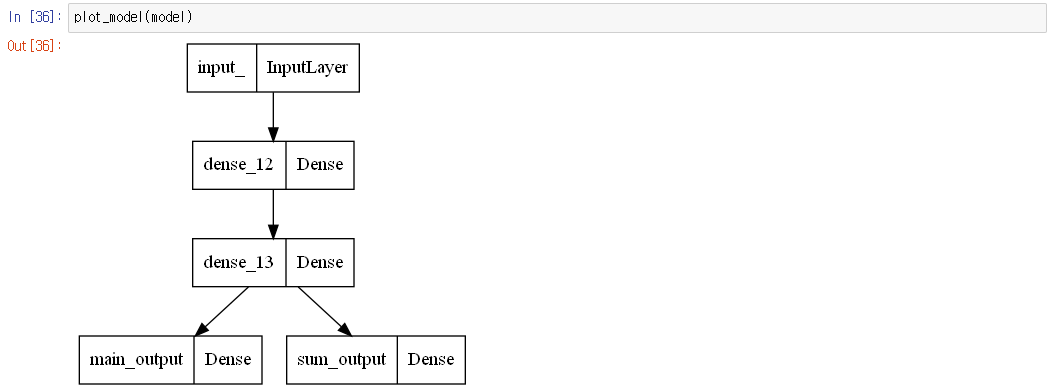 In [36]: plot_model(model)
Out[36]:
input_ InputLayer
dense_12 Dense
dense_13 Dense
main_output Dense sum_output Dense